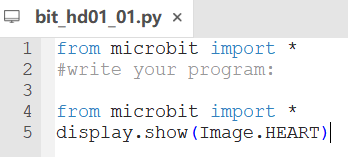 bit_hd01_01.py ×
1 from microbit import *
2 #write your program:
3
4 from microbit import *
5 display.show(Image.HEART)